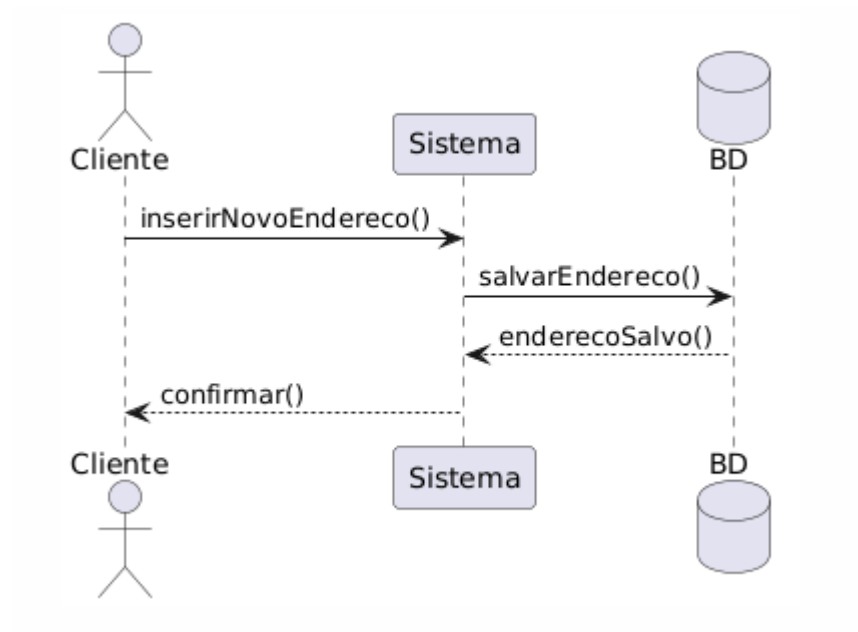 Cliente
Sistema
BD
inserirNovoEndereco()
salvarEndereco()
enderecoSalvo()
confirmar()
Cliente
Sistema
BD